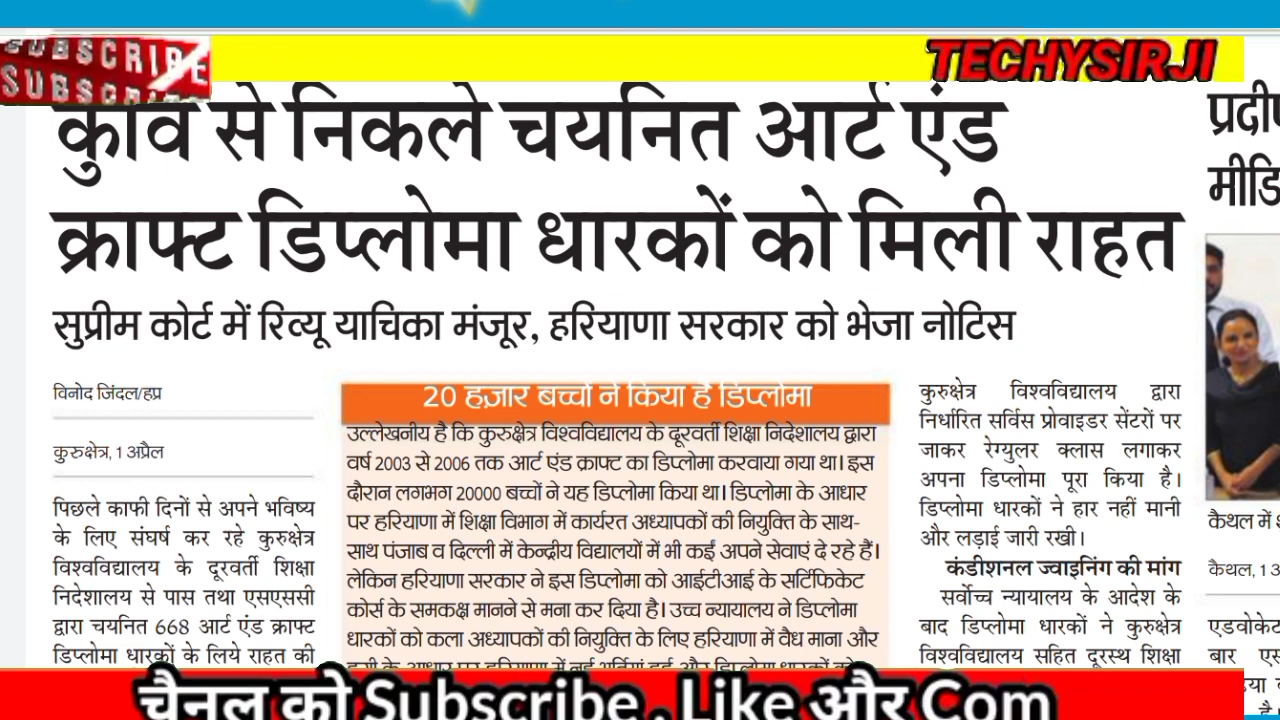 SUBSCRIBE
SUBSCRIBE
TECHYSIRJI
कुवि से निकले चयनित आर्ट एंड
क्राफ्ट डिप्लोमा धारकों को मिली राहत
सुप्रीम कोर्ट में रिव्यू याचिका मंजूर, हरियाणा सरकार को भेजा नोटिस
विनोद जिंदल/हप्र
कुरुक्षेत्र, 1 अप्रैल
पिछले काफी दिनों से अपने भविष्य
के लिए संघर्ष कर रहे कुरुक्षेत्र
विश्वविद्यालय के दूरवर्ती शिक्षा
निदेशालय से पास तथा एसएससी
द्वारा चयनित 668 आर्ट एंड क्राफ्ट
डिप्लोमा धारकों के लिये राहत की
20 हज़ार बच्चों ने किया है डिप्लोमा
उल्लेखनीय है कि कुरुक्षेत्र विश्वविद्यालय के दूरवर्ती शिक्षा निदेशालय द्वारा
वर्ष 2003 से 2006 तक आर्ट एंड क्राफ्ट का डिप्लोमा करवाया गया था। इस
दौरान लगभग 20000 बच्चों ने यह डिप्लोमा किया था। डिप्लोमा के आधार
पर हरियाणा में शिक्षा विभाग में कार्यरत अध्यापकों की नियुक्ति के साथ-
साथ पंजाब व दिल्ली में केन्द्रीय विद्यालयों में भी कईं अपने सेवाएं दे रहे हैं।
लेकिन हरियाणा सरकार ने इस डिप्लोमा को आईटीआई के सर्टिफिकेट
कोर्स के समकक्ष मानने से मना कर दिया है। उच्च न्यायालय ने डिप्लोमा
धारकों को कला अध्यापकों की नियुक्ति के लिए हरियाणा में वैध माना और
कुरुक्षेत्र विश्वविद्यालय द्वारा
निर्धारित सर्विस प्रोवाइडर सेंटरों पर
जाकर रेग्युलर क्लास लगाकर
अपना डिप्लोमा पूरा किया है।
डिप्लोमा धारकों ने हार नहीं मानी
और लड़ाई जारी रखी।
कंडीशनल ज्वाइनिंग की मांग
सर्वोच्च न्यायालय के आदेश के
बाद डिप्लोमा धारकों ने कुरुक्षेत्र
विश्वविद्यालय सहित दूरस्थ शिक्षा
कैथल में
कैथल, 1
बार
चैनल को Subscribe , Like और Com